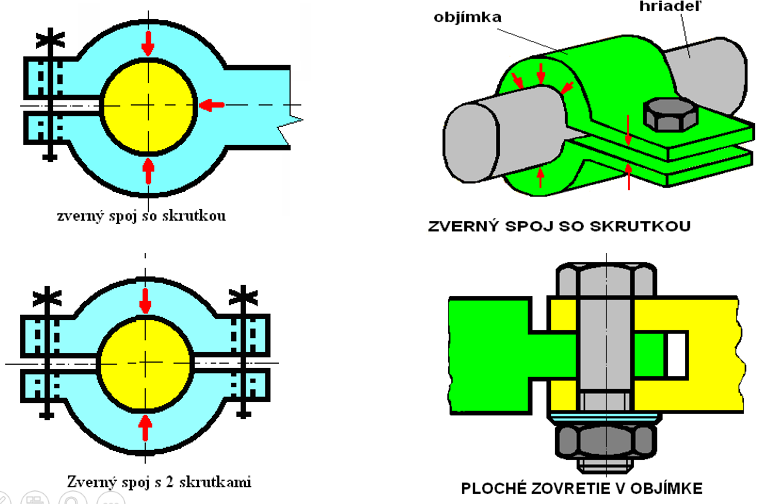 objímka
hriadeľ
zverný spoj so skrutkou
ZVERNÝ SPOJ SO SKRUTKOU
Zverný spoj s 2 skrutkami
PLOCHÉ ZOVRETIE V OBJÍMKE